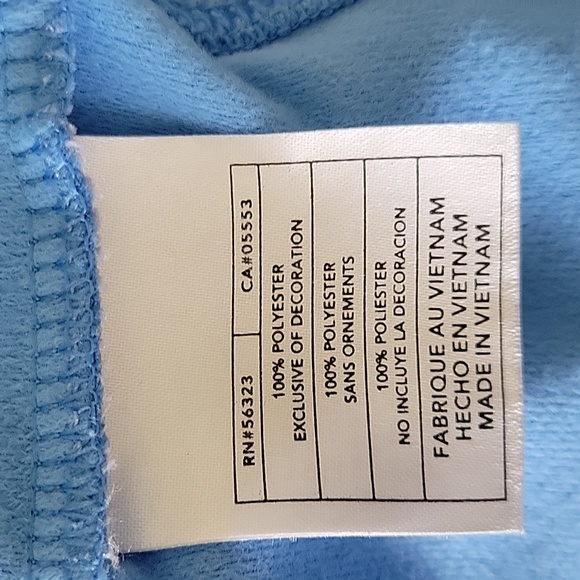 RN#56323 CA#05553
100% POLYESTER
EXCLUSIVE OF DECORATION
100% POLYESTER
SANS ORNEMENTS
100% POLIESTER
NO INCLUYE LA DECORACION
FABRIQUE AU VIETNAM
HECHO EN VIETNAM
MADE IN VIETNAM